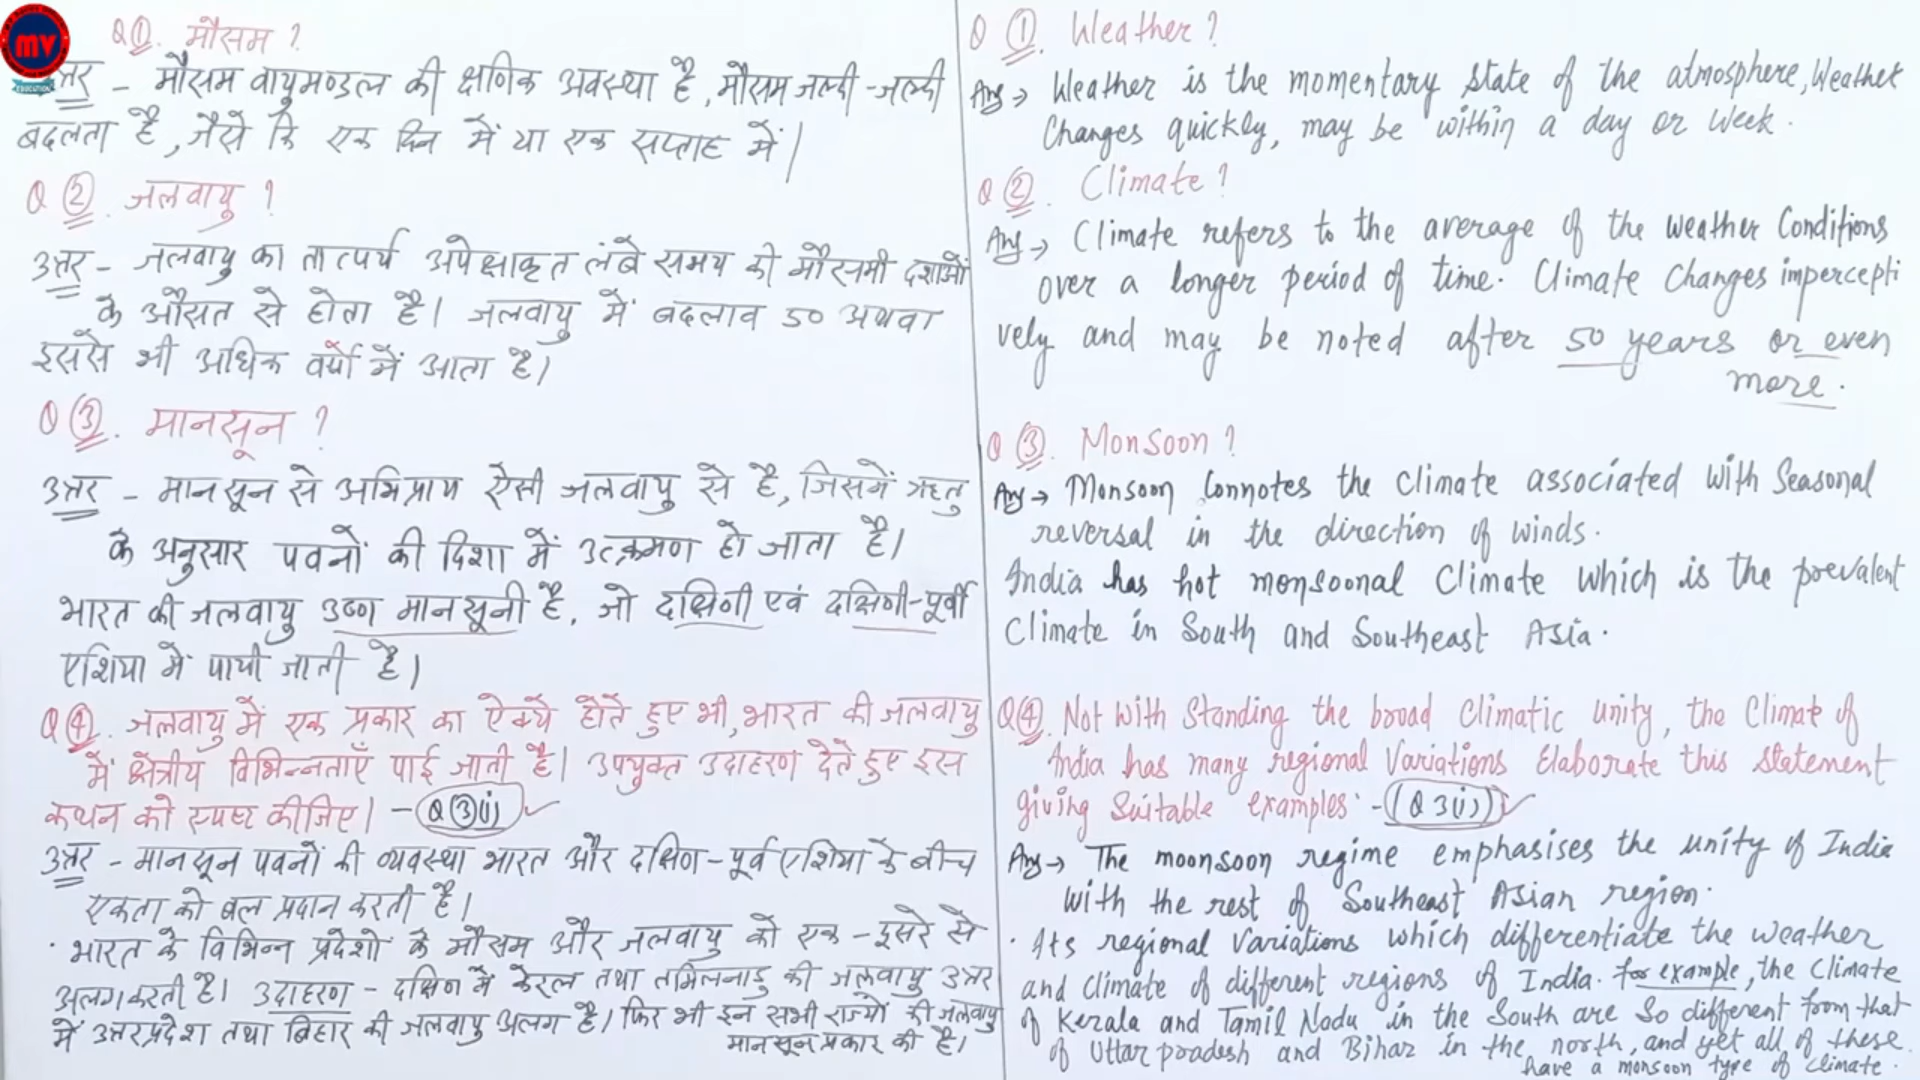 mv
EDUCATION
Q①. मौसम ?
उत्तर - मौसम वायुमण्डल की क्षणिक अवस्था है, मौसम जल्दी-जल्दी
बदलता है, जैसे कि एक दिन में या एक सप्ताह में|
Q②. जलवायु ?
उत्तर - जलवायु का तात्पर्य अपेक्षाकृत लंबे समय की मौसमी दशाओं
के औसत से होता है। जलवायु में बदलाव 50 अथवा
इससे भी अधिक वर्षों में आता है।
Q③. मानसून ?
उत्तर - मानसून से अभिप्राय ऐसी जलवायु से है, जिसमें ऋतु
के अनुसार पवनों की दिशा में उत्क्रमण हो जाता है।
भारत की जलवायु उष्ण मानसूनी है, जो दक्षिणी एवं दक्षिणी-पूर्वी
एशिया में पायी जाती है।
Q④. जलवायु में एक प्रकार का ऐक्ये होते हुए भी, भारत की जलवायु
में क्षेत्रीय विभिन्नताएँ पाई जाती है। उपयुक्त उदाहरण देते हुए इस
कथन को स्पष्ट कीजिए। - Q③(i) ✓
उत्तर - मानसून पवनों की व्यवस्था भारत और दक्षिण-पूर्व एशिया के बीच
एकता को बल प्रदान करती है।
· भारत के विभिन्न प्रदेशों के मौसम और जलवायु को एक-दूसरे से
अलग करती है। उदाहरण - दक्षिण में केरल तथा तमिलनाडु की जलवायु उत्तर
में उत्तरप्रदेश तथा बिहार की जलवायु अलग है। फिर भी इन सभी राज्यों की जलवायु
मानसून प्रकार की है।
Q ①. Weather ?
Ans → Weather is the momentary state of the atmosphere, Weather
Changes quickly, may be within a day or week.
Q ②. Climate ?
Ans → Climate refers to the average of the weather Conditions
over a longer period of time. Climate Changes impercepti
vely and may be noted after 50 years or even
more.
Q ③. Monsoon ?
Ans → Monsoon Connotes the climate associated with Seasonal
reversal in the direction of winds.
India has hot monsoonal Climate which is the prevalent
Climate in South and Southeast Asia.
Q④. Not with Standing the broad Climatic unity, the Climate of
India has many regional Variations Elaborate this statement
giving Suitable examples. - (Q 3(i)) ✓
Ans → The moonsoon regime emphasises the unity of India
with the rest of Southeast Asian region.
· Its regional Variations which differentiate the weather
and Climate of different regions of India. for example, the Climate
of Kerala and Tamil Nadu in the South are so different from that
of Uttar pradesh and Bihar in the north, and yet all of these
have a monsoon type of climate.